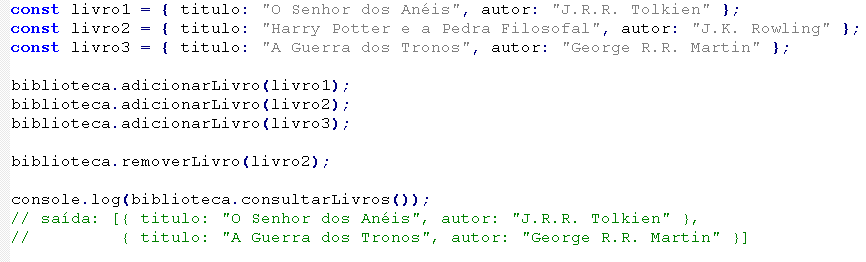 const livro1 = { titulo: "O Senhor dos Anéis", autor: "J.R.R. Tolkien" };
const livro2 = { titulo: "Harry Potter e a Pedra Filosofal", autor: "J.K. Rowling" };
const livro3 = { titulo: "A Guerra dos Tronos", autor: "George R.R. Martin" };
biblioteca.adicionarLivro(livro1);
biblioteca.adicionarLivro(livro2);
biblioteca.adicionarLivro(livro3);
biblioteca.removerLivro(livro2);
console.log(biblioteca.consultarLivros());
// saída: [{ titulo: "O Senhor dos Anéis", autor: "J.R.R. Tolkien" },
//         { titulo: "A Guerra dos Tronos", autor: "George R.R. Martin" }]